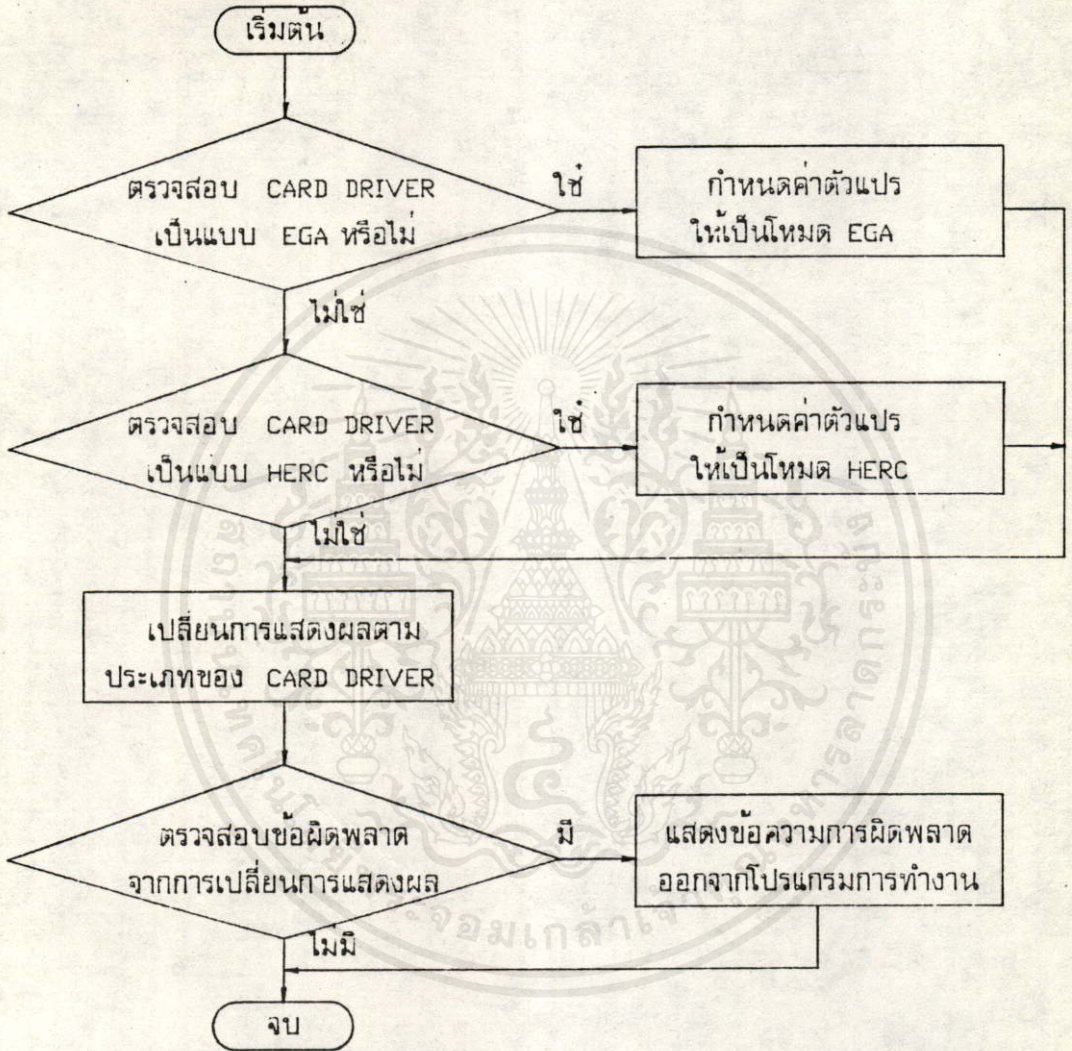 เริ่มต้น
ตรวจสอบ CARD DRIVER
เป็นแบบ EGA หรือไม่
ใช่
กำหนดค่าตัวแปร
ให้เป็นโหมด EGA
ไม่ใช่
ตรวจสอบ CARD DRIVER
เป็นแบบ HERC หรือไม่
ใช่
กำหนดค่าตัวแปร
ให้เป็นโหมด HERC
ไม่ใช่
เปลี่ยนการแสดงผลตาม
ประเภทของ CARD DRIVER
ตรวจสอบข้อผิดพลาด
จากการเปลี่ยนการแสดงผล
มี
แสดงข้อความการผิดพลาด
ออกจากโปรแกรมการทำงาน
ไม่มี
จบ